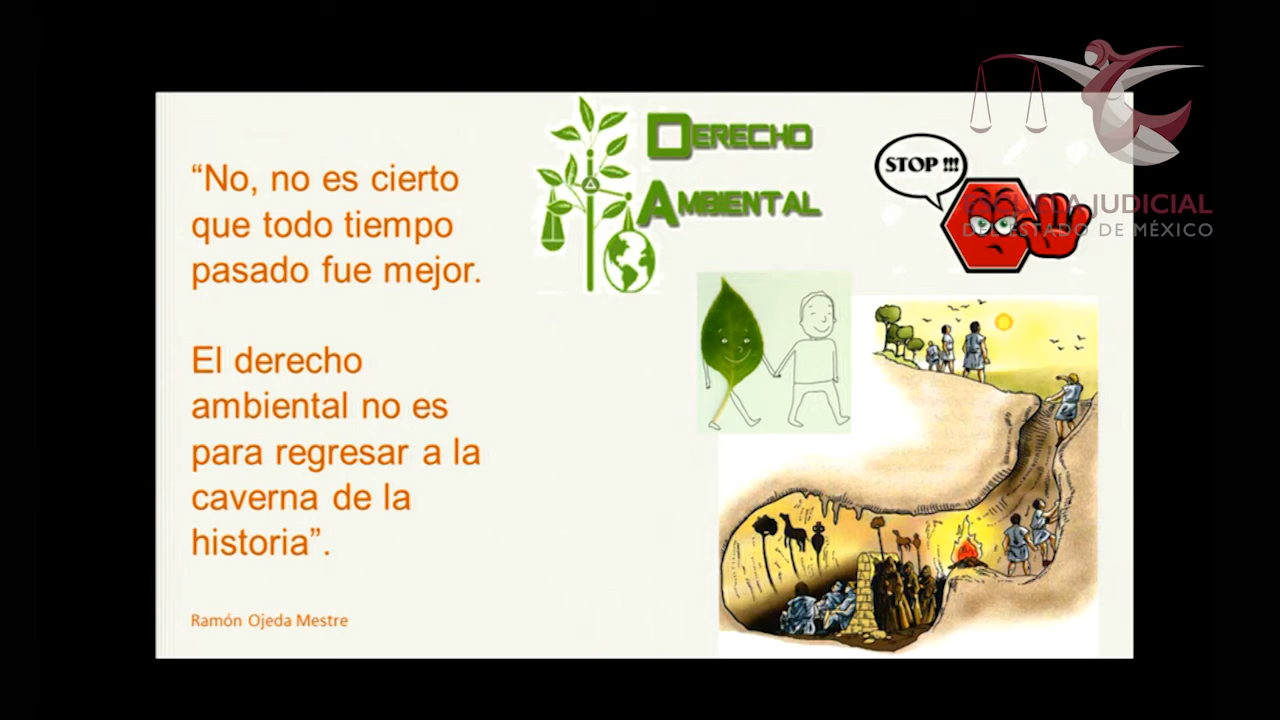 “No, no es cierto
que todo tiempo
pasado fue mejor.
El derecho
ambiental no es
para regresar a la
caverna de la
historia”.
Ramón Ojeda Mestre
DERECHO
AMBIENTAL
STOP !!!
JUDICIAL
DEL ESTADO DE MÉXICO